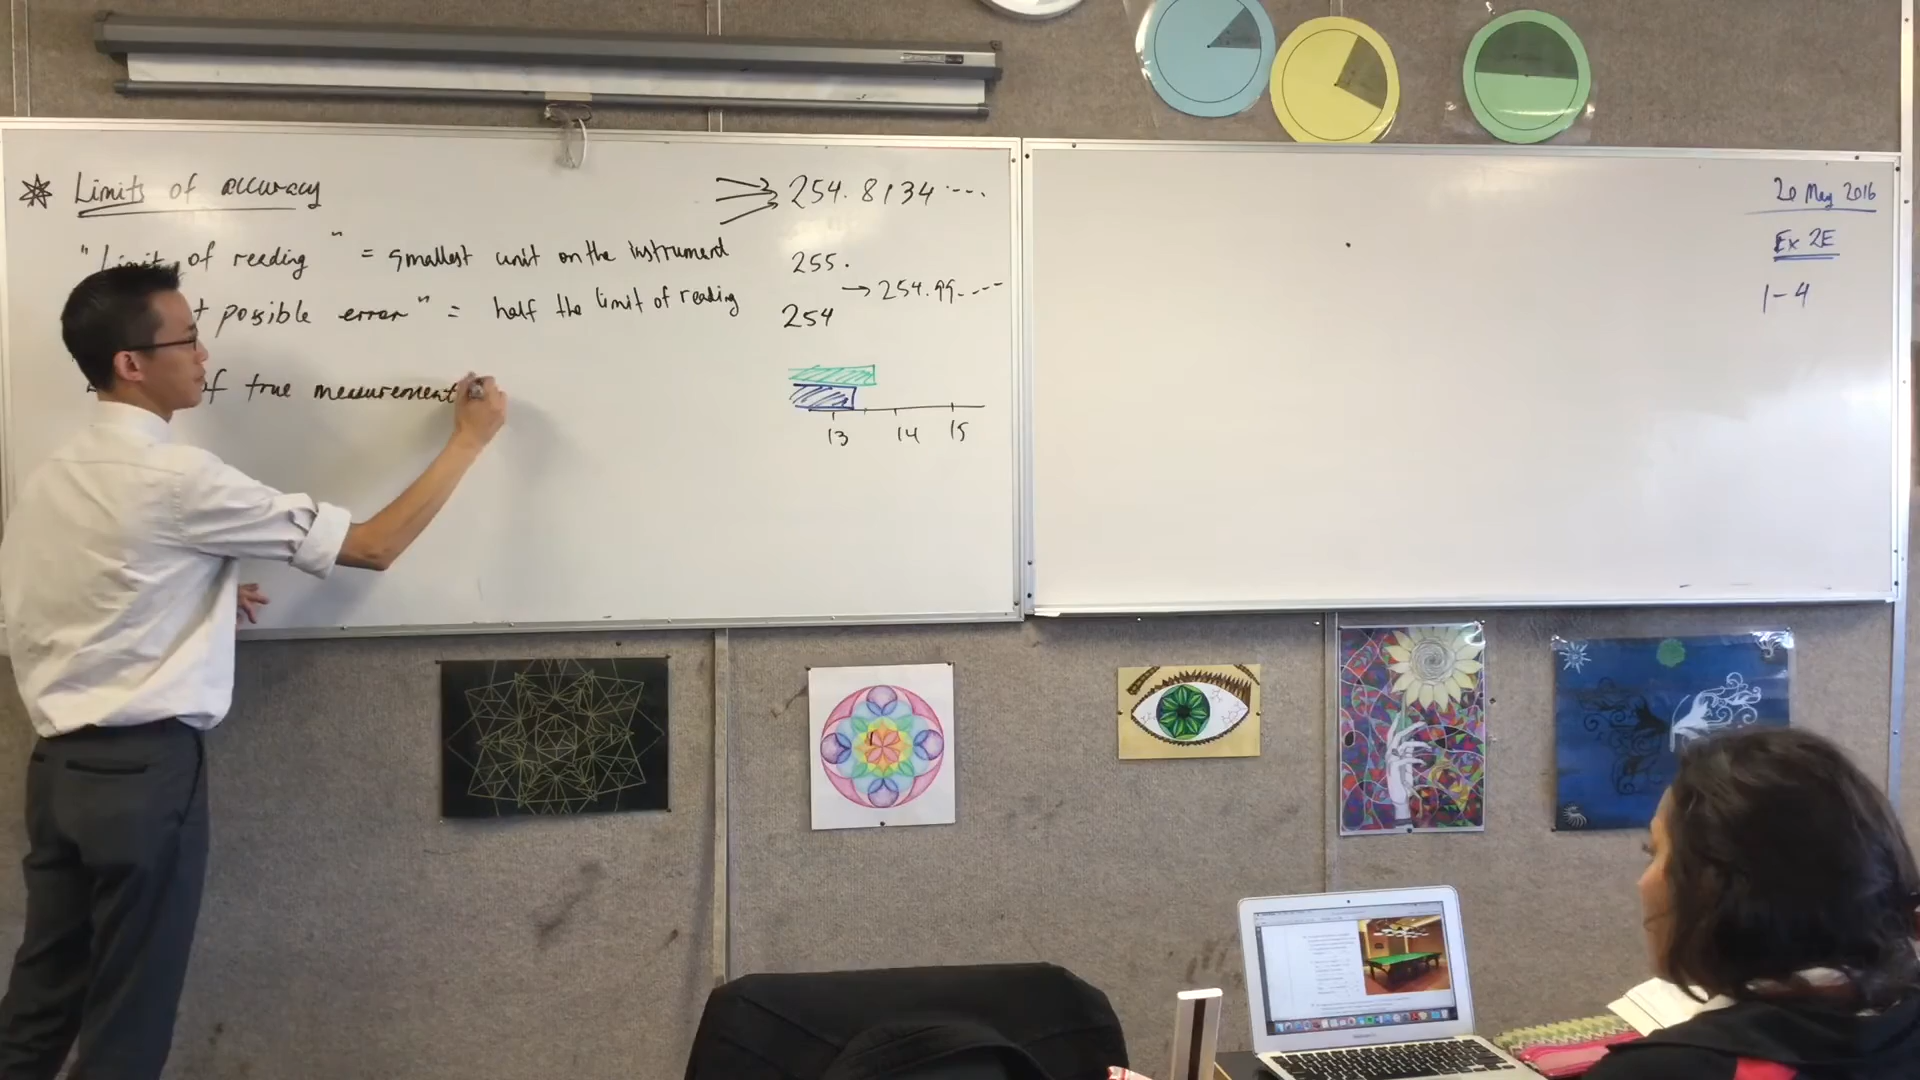 Limits of accuracy
"Limit of reading" = smallest unit on the instrument
possible error" = half the limit of reading
of true measurement
254.8134....
255.
→ 254.99....
254
13 14 15
20 May 2016
Ex 2E
1-4